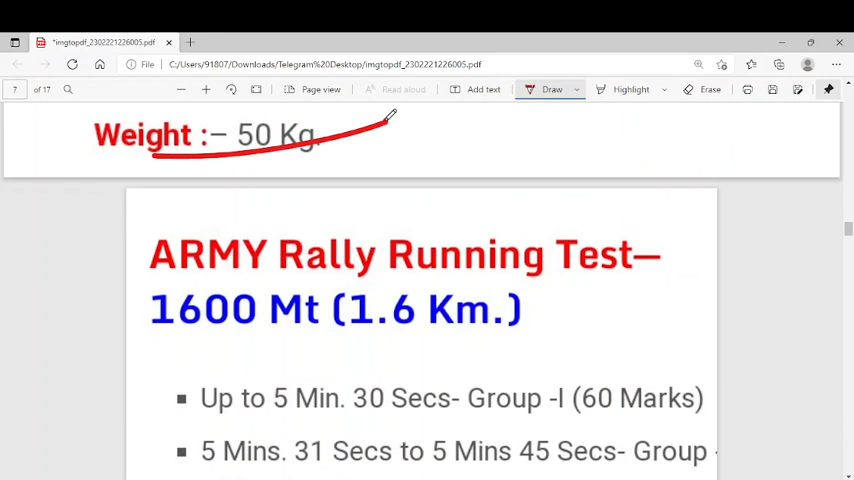 *imgtopdf_2302221226005.pdf
File C:/Users/91807/Downloads/Telegram%20Desktop/imgtopdf_2302221226005.pdf
7 of 17 Page view Read aloud Add text Draw Highlight Erase
Weight :– 50 Kg.
ARMY Rally Running Test—
1600 Mt (1.6 Km.)
Up to 5 Min. 30 Secs- Group -I (60 Marks)
5 Mins. 31 Secs to 5 Mins 45 Secs- Group -